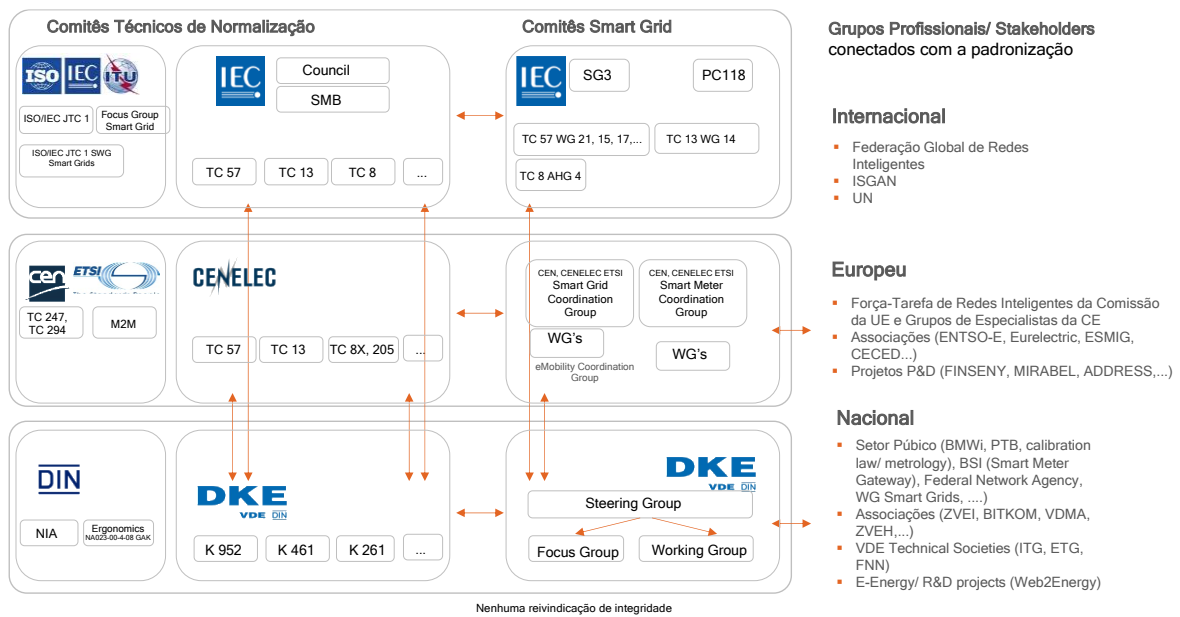 Comitês Técnicos de Normalização
Comitês Smart Grid
Grupos Profissionais/ Stakeholders
conectados com a padronização
ISO IEC ITU
ISO/IEC JTC 1
Focus Group
Smart Grid
ISO/IEC JTC 1 SWG
Smart Grids
IEC
Council
SMB
TC 57
TC 13
TC 8
...
IEC
SG3
PC118
TC 57 WG 21, 15, 17,...
TC 13 WG 14
TC 8 AHG 4
Internacional
Federação Global de Redes
Inteligentes
ISGAN
UN
cen
ETSI
TC 247,
TC 294
M2M
CENELEC
TC 57
TC 13
TC 8X, 205
...
CEN, CENELEC ETSI
Smart Grid
Coordination
Group
CEN, CENELEC ETSI
Smart Meter
Coordination
Group
WG's
WG's
eMobility Coordination
Group
Europeu
Força-Tarefa de Redes Inteligentes da Comissão
da UE e Grupos de Especialistas da CE
Associações (ENTSO-E, Eurelectric, ESMIG,
CECED...)
Projetos P&D (FINSENY, MIRABEL, ADDRESS,...)
DIN
NIA
Ergonomics
NA023-00-4-08 GAK
DKE
VDE DIN
K 952
K 461
K 261
...
DKE
VDE DIN
Steering Group
Focus Group
Working Group
Nacional
Setor Púbico (BMWi, PTB, calibration
law/ metrology), BSI (Smart Meter
Gateway), Federal Network Agency,
WG Smart Grids, ....)
Associações (ZVEI, BITKOM, VDMA,
ZVEH,...)
VDE Technical Societies (ITG, ETG,
FNN)
E-Energy/ R&D projects (Web2Energy)
Nenhuma reivindicação de integridade